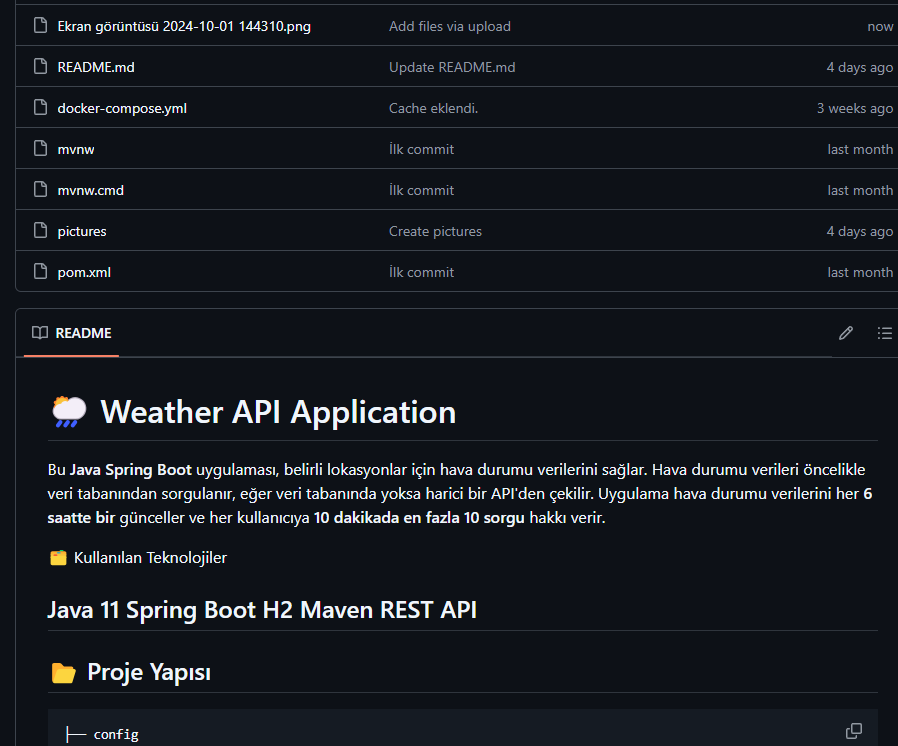 Ekran görüntüsü 2024-10-01 144310.png Add files via upload now
README.md Update README.md 4 days ago
docker-compose.yml Cache eklendi. 3 weeks ago
mvnw İlk commit last month
mvnw.cmd İlk commit last month
pictures Create pictures 4 days ago
pom.xml İlk commit last month
README
Weather API Application
Bu Java Spring Boot uygulaması, belirli lokasyonlar için hava durumu verilerini sağlar. Hava durumu verileri öncelikle
veri tabanından sorgulanır, eğer veri tabanında yoksa harici bir API'den çekilir. Uygulama hava durumu verilerini her 6
saatte bir günceller ve her kullanıcıya 10 dakikada en fazla 10 sorgu hakkı verir.
Kullanılan Teknolojiler
Java 11 Spring Boot H2 Maven REST API
Proje Yapısı
├── config